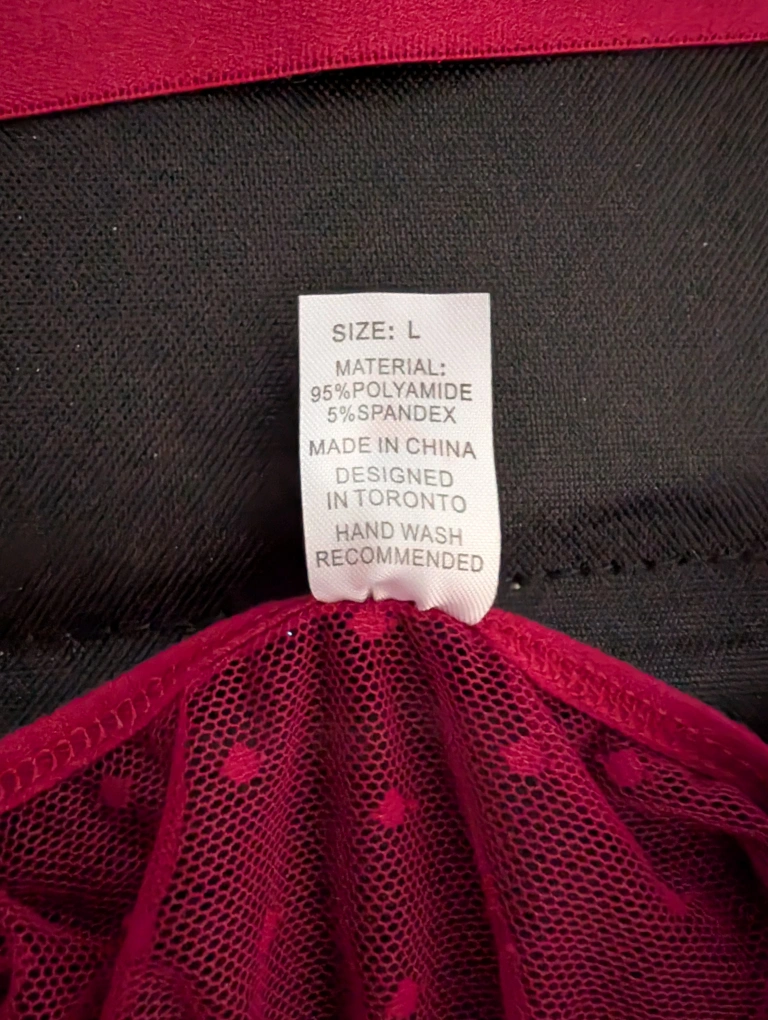 SIZE: L
MATERIAL:
95%POLYAMIDE
5%SPANDEX
MADE IN CHINA
DESIGNED
IN TORONTO
HAND WASH
RECOMMENDED